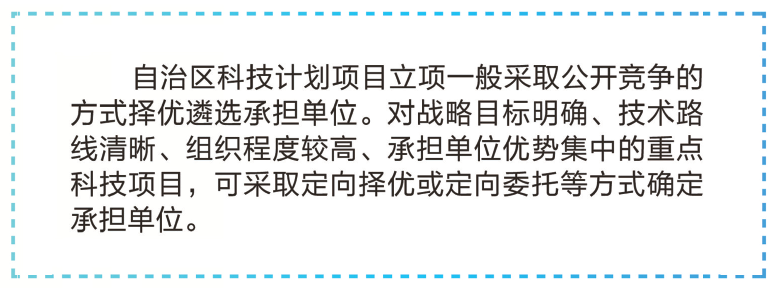 自治区科技计划项目立项一般采取公开竞争的
方式择优遴选承担单位。对战略目标明确、技术路
线清晰、组织程度较高、承担单位优势集中的重点
科技项目，可采取定向择优或定向委托等方式确定
承担单位。